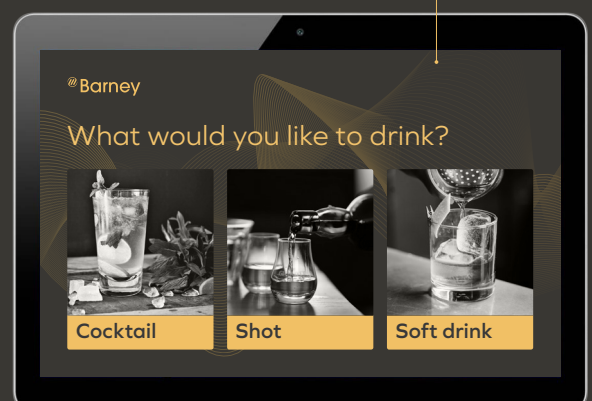 Barney
What would you like to drink?
Cocktail
Shot
Soft drink